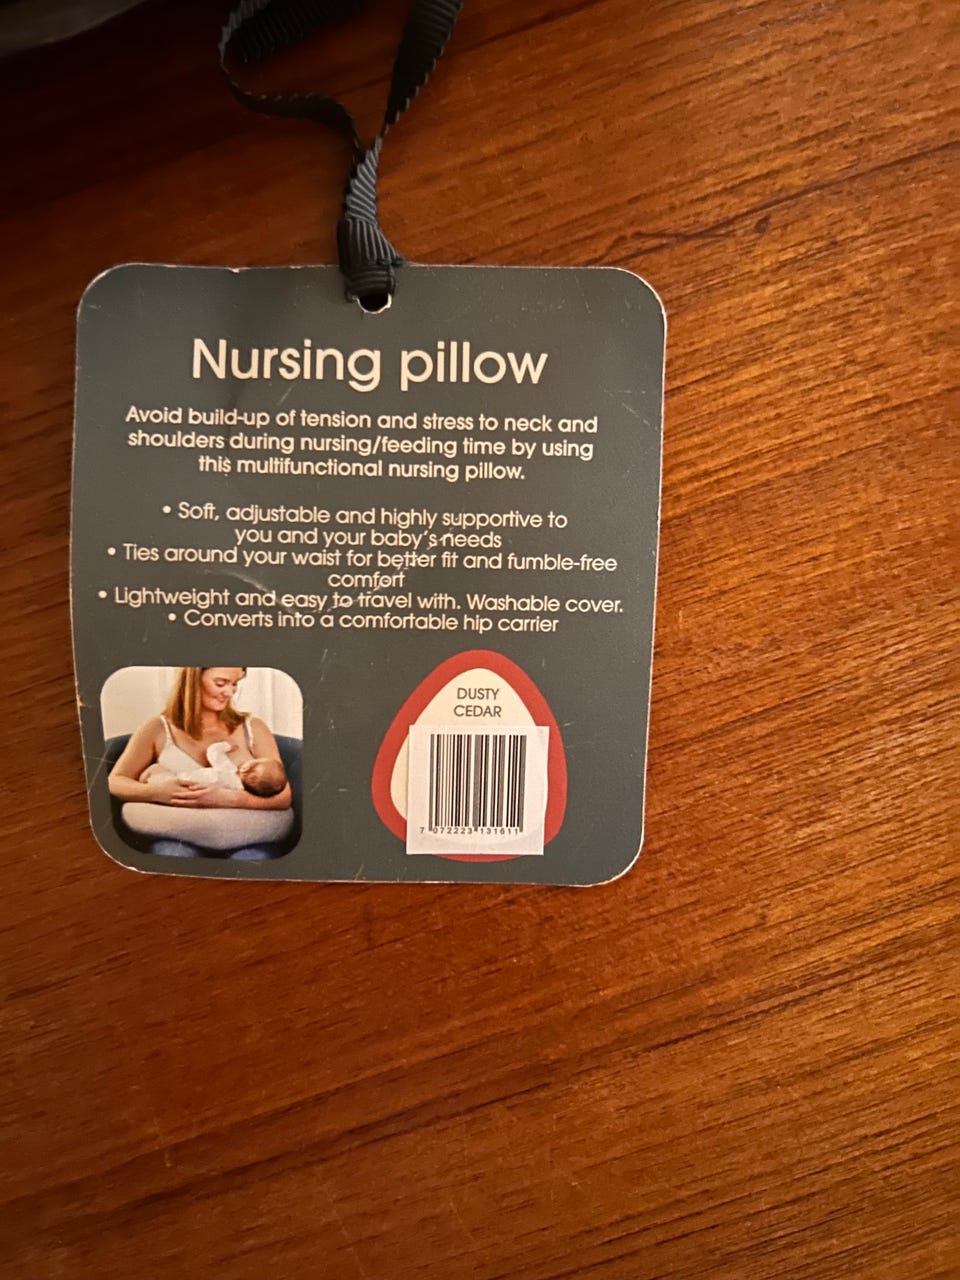 Nursing pillow
Avoid build-up of tension and stress to neck and
shoulders during nursing/feeding time by using
this multifunctional nursing pillow.
• Soft, adjustable and highly supportive to
you and your baby's needs
• Ties around your waist for better fit and fumble-free
comfort
• Lightweight and easy to travel with. Washable cover.
• Converts into a comfortable hip carrier
DUSTY
CEDAR
7 072223 131611